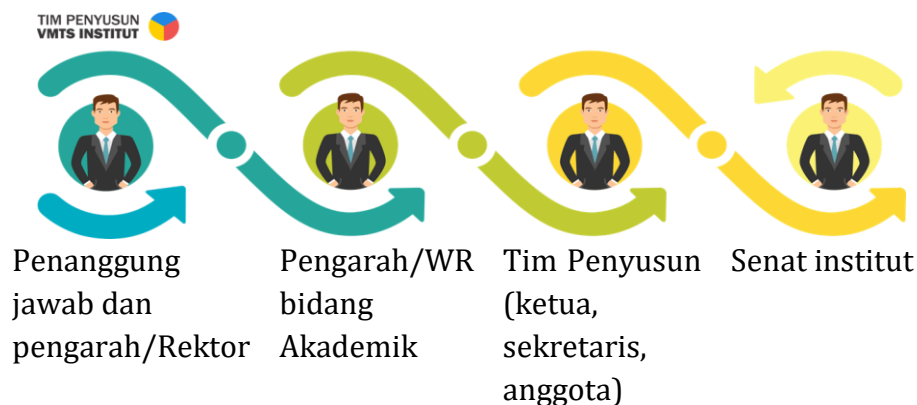 TIM PENYUSUN
VMTS INSTITUT
Penanggung
jawab dan
pengarah/Rektor
Pengarah/WR
bidang
Akademik
Tim Penyusun
(ketua,
sekretaris,
anggota)
Senat institut